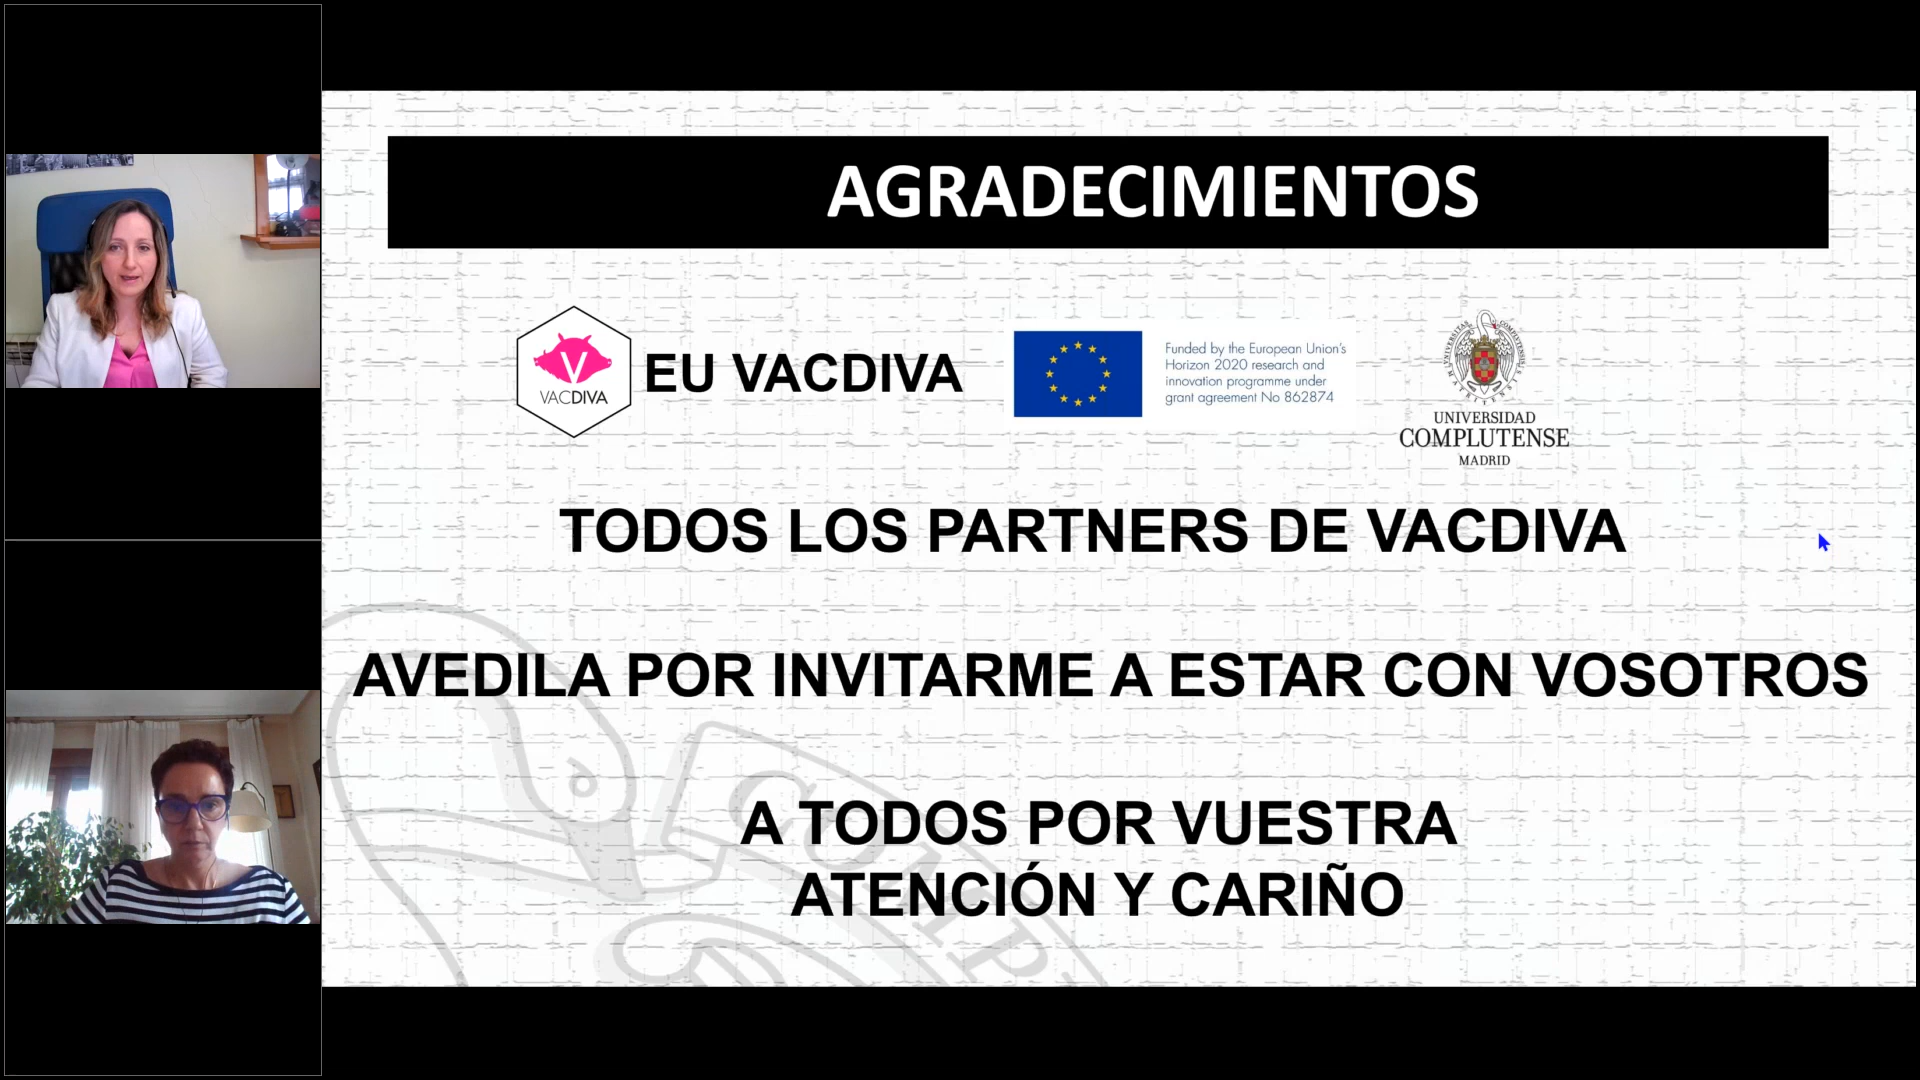 AGRADECIMIENTOS
V
VACDIVA
EU VACDIVA
Funded by the European Union's
Horizon 2020 research and
innovation programme under
grant agreement No 862874
UNIVERSIDAD
COMPLUTENSE
MADRID
TODOS LOS PARTNERS DE VACDIVA
AVEDILA POR INVITARME A ESTAR CON VOSOTROS
A TODOS POR VUESTRA
ATENCIÓN Y CARIÑO
COMP